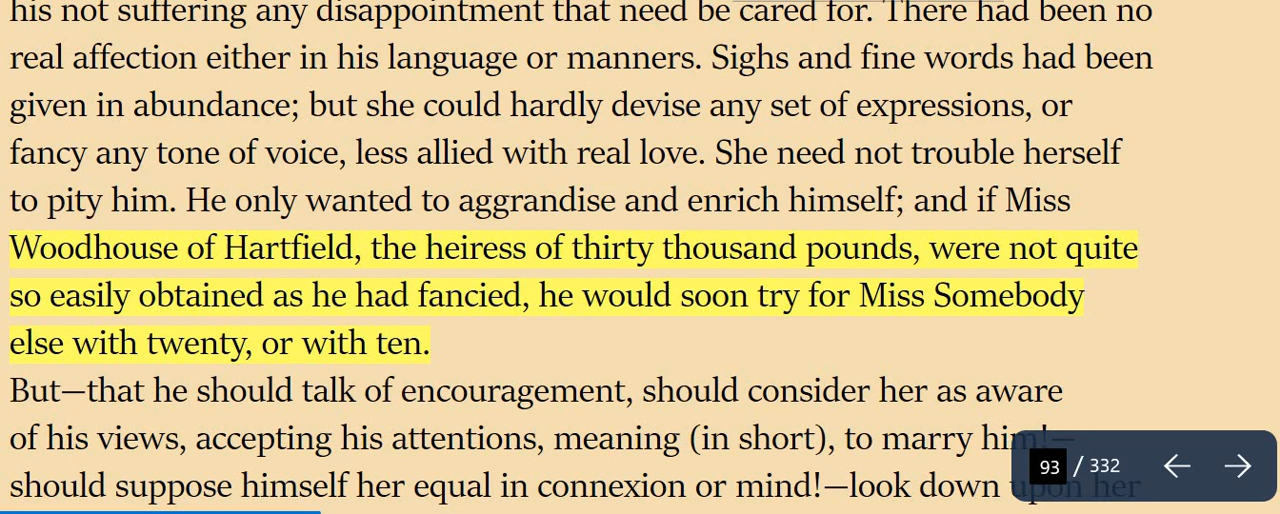 his not suffering any disappointment that need be cared for. There had been no
real affection either in his language or manners. Sighs and fine words had been
given in abundance; but she could hardly devise any set of expressions, or
fancy any tone of voice, less allied with real love. She need not trouble herself
to pity him. He only wanted to aggrandise and enrich himself; and if Miss
Woodhouse of Hartfield, the heiress of thirty thousand pounds, were not quite
so easily obtained as he had fancied, he would soon try for Miss Somebody
else with twenty, or with ten.
But—that he should talk of encouragement, should consider her as aware
of his views, accepting his attentions, meaning (in short), to marry him!—
should suppose himself her equal in connexion or mind!—look down upon her
93 / 332